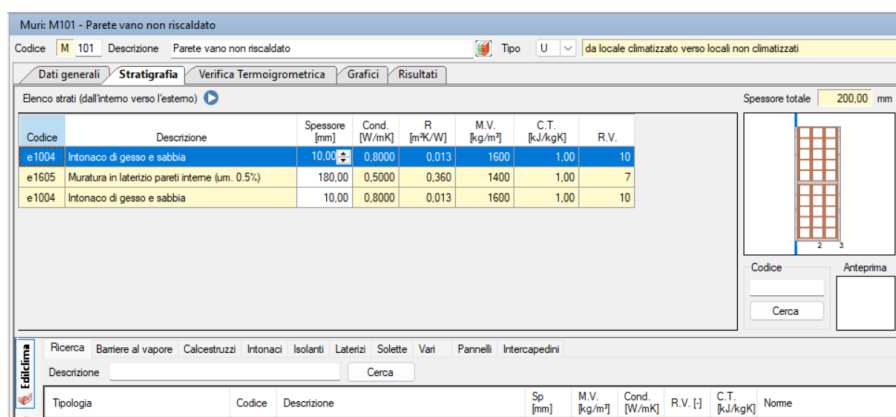 Muri: M101 - Parete vano non riscaldato
Codice M 101 Descrizione Parete vano non riscaldato Tipo U da locale climatizzato verso locali non climatizzati
Dati generali Stratigrafia Verifica Termoigrometrica Grafici Risultati
Elenco strati (dall'interno verso l'esterno) Spessore totale 200,00 mm
Codice Descrizione Spessore [mm] Cond. [W/mK] R [m²K/W] M.V. [kg/m³] C.T. [kJ/kgK] R.V.
e1004 Intonaco di gesso e sabbia 10,00 0,8000 0,013 1600 1,00 10
e1605 Muratura in laterizio pareti interne (um. 0.5%) 180,00 0,5000 0,360 1400 1,00 7
e1004 Intonaco di gesso e sabbia 10,00 0,8000 0,013 1600 1,00 10
2 3
Codice Anteprima
Cerca
Edilclima
Ricerca Barriere al vapore Calcestruzzi Intonaci Isolanti Laterizi Solette Vari Pannelli Intercapedini
Descrizione Cerca
Tipologia Codice Descrizione Sp [mm] M.V. [kg/m³] Cond. [W/mK] R.V. [-] C.T. [kJ/kgK] Norme